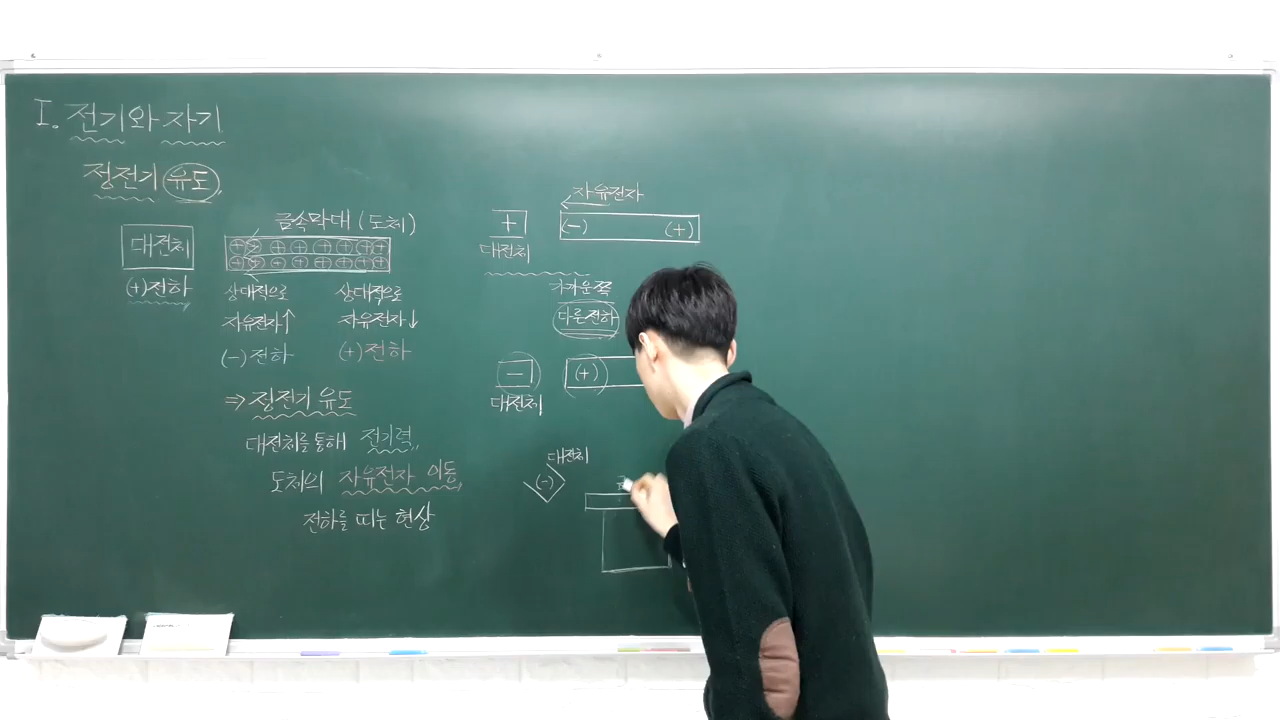 I. 전기와 자기
정전기 유도
대전체
(+)전하
금속막대 (도체)
상대적으로
자유전자↑
(-)전하
상대적으로
자유전자↓
(+)전하
⇒ 정전기 유도
대전체를 통해 전기력
도체의 자유전자 이동
전하를 띠는 현상
자유전자
+
(-)
(+)
대전체
가까운쪽
다른전하
-
(+)
대전체
대전체
(-)